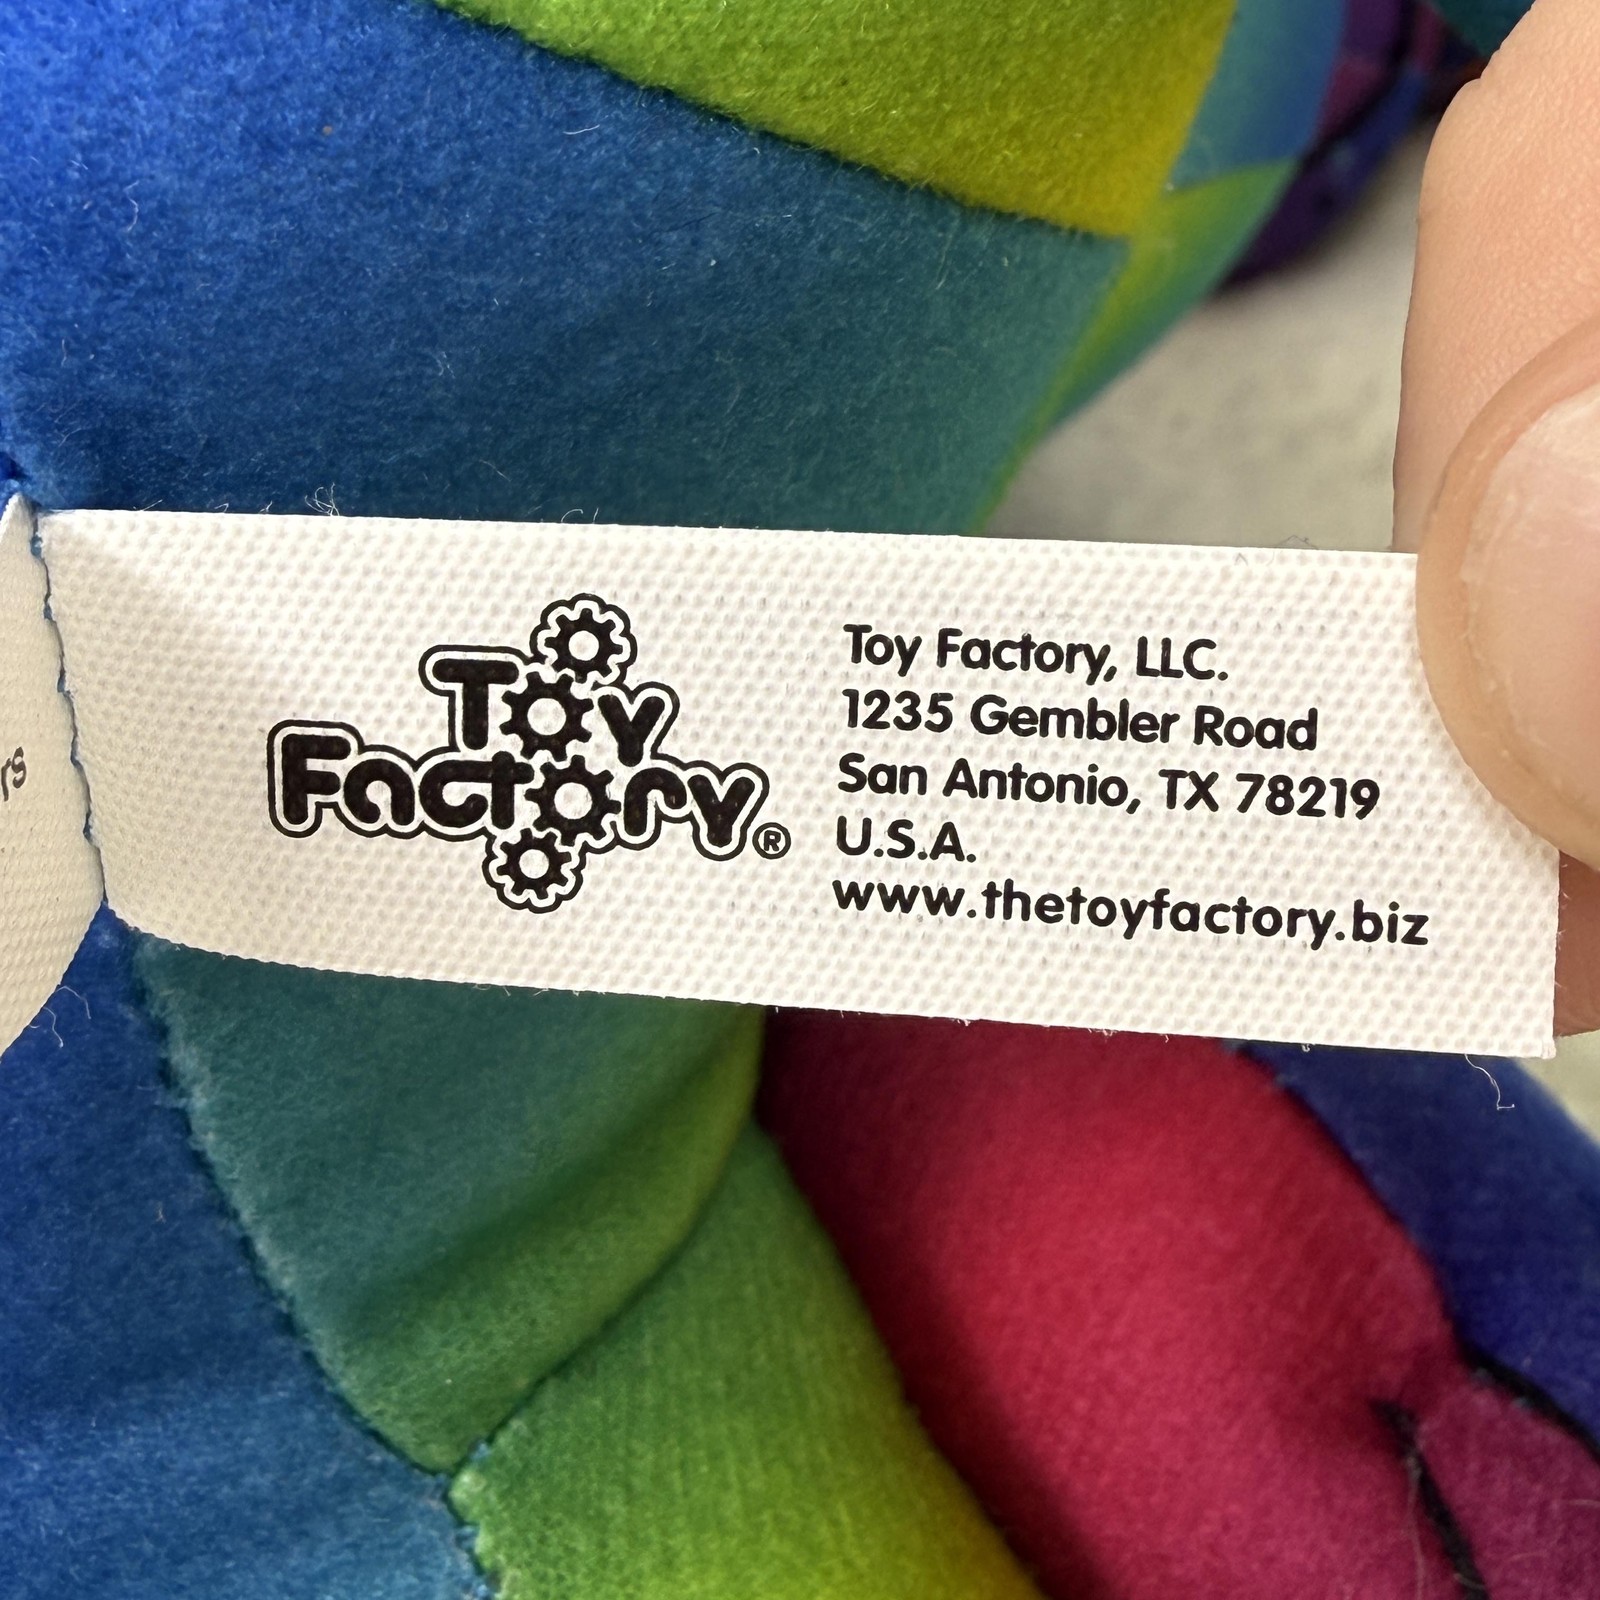 Toy
Factory®
Toy Factory, LLC.
1235 Gembler Road
San Antonio, TX 78219
U.S.A.
www.thetoyfactory.biz